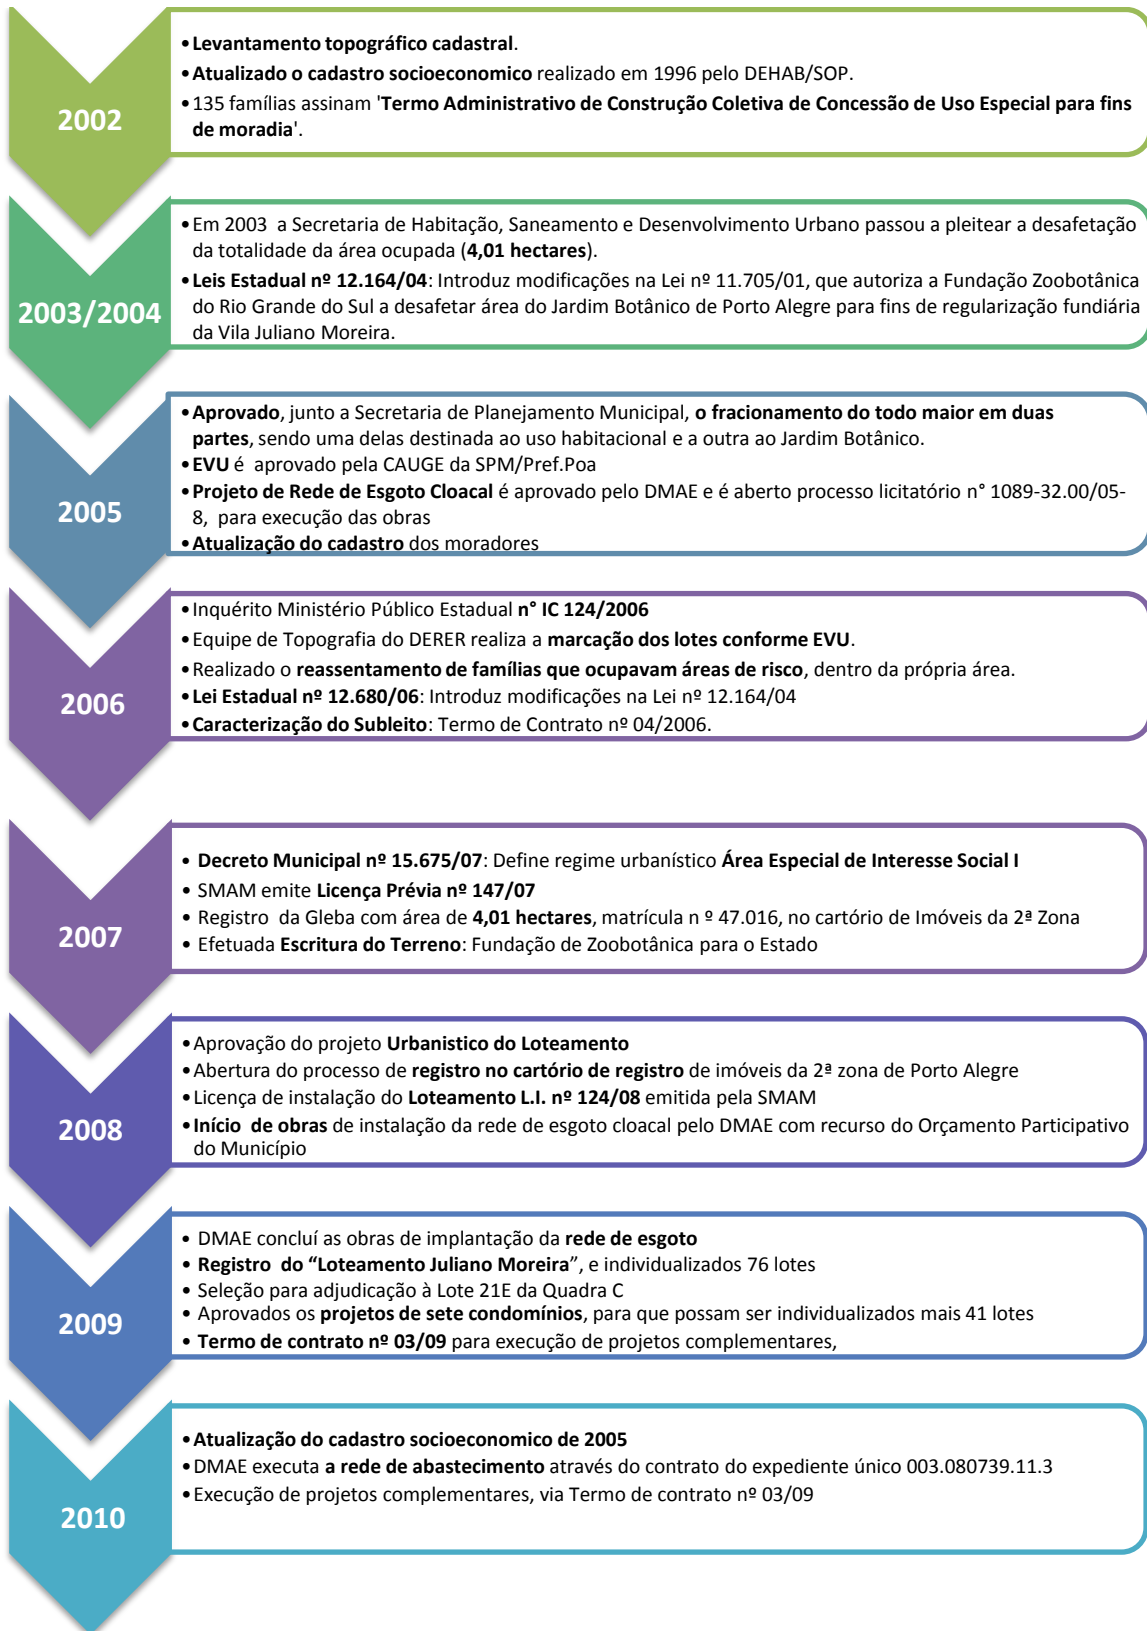 2002
•Levantamento topográfico cadastral.
•Atualizado o cadastro socioeconomico realizado em 1996 pelo DEHAB/SOP.
•135 famílias assinam 'Termo Administrativo de Construção Coletiva de Concessão de Uso Especial para fins
de moradia'.
2003/2004
•Em 2003 a Secretaria de Habitação, Saneamento e Desenvolvimento Urbano passou a pleitear a desafetação
da totalidade da área ocupada (4,01 hectares).
•Leis Estadual nº 12.164/04: Introduz modificações na Lei nº 11.705/01, que autoriza a Fundação Zoobotânica
do Rio Grande do Sul a desafetar área do Jardim Botânico de Porto Alegre para fins de regularização fundiária
da Vila Juliano Moreira.
2005
•Aprovado, junto a Secretaria de Planejamento Municipal, o fracionamento do todo maior em duas
partes, sendo uma delas destinada ao uso habitacional e a outra ao Jardim Botânico.
•EVU é aprovado pela CAUGE da SPM/Pref.Poa
•Projeto de Rede de Esgoto Cloacal é aprovado pelo DMAE e é aberto processo licitatório n° 1089-32.00/05-
8, para execução das obras
•Atualização do cadastro dos moradores
2006
•Inquérito Ministério Público Estadual n° IC 124/2006
•Equipe de Topografia do DERER realiza a marcação dos lotes conforme EVU.
•Realizado o reassentamento de famílias que ocupavam áreas de risco, dentro da própria área.
•Lei Estadual nº 12.680/06: Introduz modificações na Lei nº 12.164/04
•Caracterização do Subleito: Termo de Contrato nº 04/2006.
2007
• Decreto Municipal nº 15.675/07: Define regime urbanístico Área Especial de Interesse Social I
• SMAM emite Licença Prévia nº 147/07
• Registro da Gleba com área de 4,01 hectares, matrícula n º 47.016, no cartório de Imóveis da 2ª Zona
• Efetuada Escritura do Terreno: Fundação de Zoobotânica para o Estado
2008
•Aprovação do projeto Urbanistico do Loteamento
•Abertura do processo de registro no cartório de registro de imóveis da 2ª zona de Porto Alegre
•Licença de instalação do Loteamento L.I. nº 124/08 emitida pela SMAM
•Início de obras de instalação da rede de esgoto cloacal pelo DMAE com recurso do Orçamento Participativo
do Município
2009
• DMAE concluí as obras de implantação da rede de esgoto
• Registro do “Loteamento Juliano Moreira”, e individualizados 76 lotes
• Seleção para adjudicação à Lote 21E da Quadra C
• Aprovados os projetos de sete condomínios, para que possam ser individualizados mais 41 lotes
• Termo de contrato nº 03/09 para execução de projetos complementares,
2010
•Atualização do cadastro socioeconomico de 2005
•DMAE executa a rede de abastecimento através do contrato do expediente único 003.080739.11.3
•Execução de projetos complementares, via Termo de contrato nº 03/09